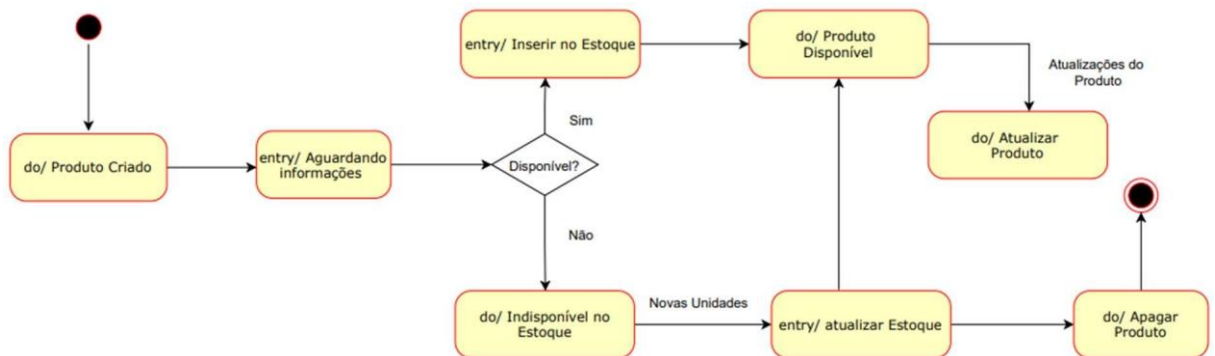 entry/ Inserir no Estoque
do/ Produto
Disponível
Atualizações do
Produto
Sim
do/ Produto Criado
entry/ Aguardando
informações
Disponível?
do/ Atualizar
Produto
Não
do/ Indisponível no
Estoque
Novas Unidades
entry/ atualizar Estoque
do/ Apagar
Produto